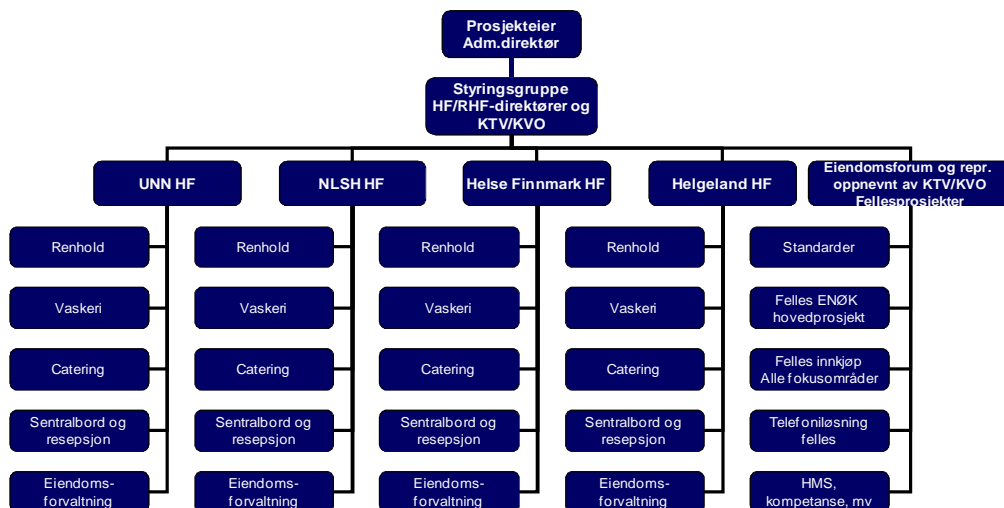 Prosjekteier
Adm.direktør
Styringsgruppe
HF/RHF-direktører og
KTV/KVO
UNN HF
NLSH HF
Helse Finnmark HF
Helgeland HF
Eiendomsforum og repr.
oppnevnt av KTV/KVO
Fellesprosjekter
Renhold
Renhold
Renhold
Renhold
Standarder
Vaskeri
Vaskeri
Vaskeri
Vaskeri
Felles ENØK
hovedprosjekt
Catering
Catering
Catering
Catering
Felles innkjøp
Alle fokusområder
Sentralbord og
resepsjon
Sentralbord og
resepsjon
Sentralbord og
resepsjon
Sentralbord og
resepsjon
Telefoniløsning
felles
Eiendoms-
forvaltning
Eiendoms-
forvaltning
Eiendoms-
forvaltning
Eiendoms-
forvaltning
HMS,
kompetanse, mv